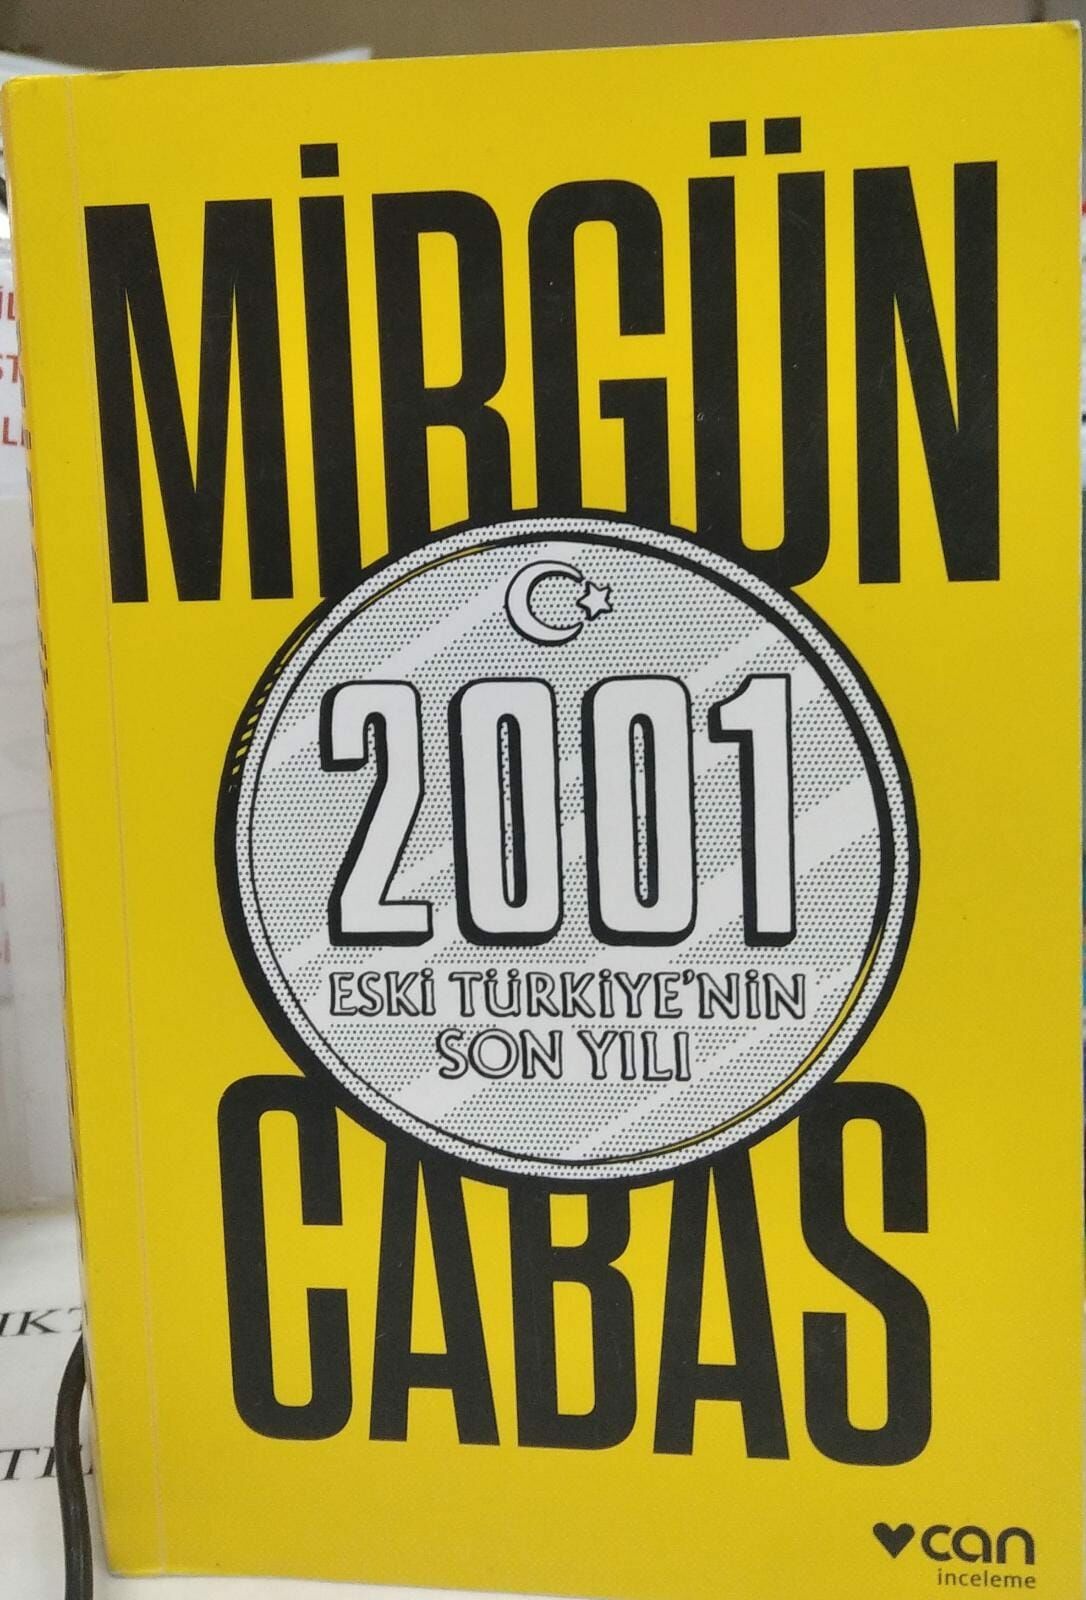 MİRGÜN
2001
ESKİ TÜRKİYE'NİN
SON YILI
CABAS
can
inceleme